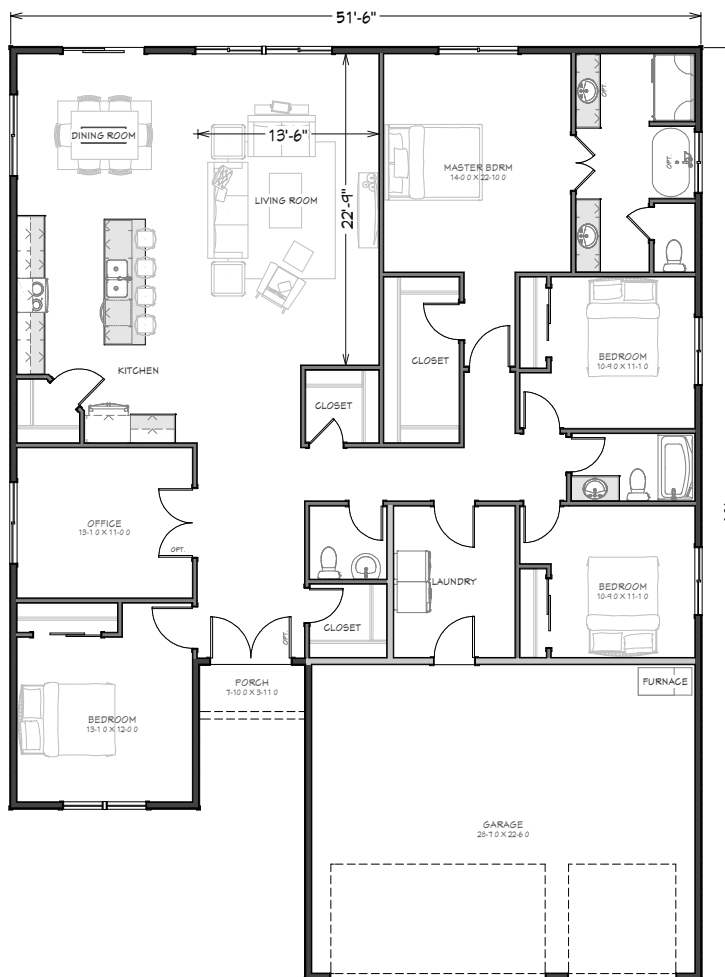 51'-6"
OPT.
DINING ROOM
13'-6"
OPT.
MASTER BDRM
14-0 0 X 22-10 0
LIVING ROOM
22'-9"
KITCHEN
CLOSET
BEDROOM
10-9 0 X 11-1 0
CLOSET
OFFICE
13-1 0 X 11-0 0
OPT.
LAUNDRY
BEDROOM
10-9 0 X 11-1 0
CLOSET
OPT.
PORCH
7-10 0 X 3-11 0
FURNACE
BEDROOM
13-1 0 X 12-0 0
GARAGE
28-7 0 X 22-6 0